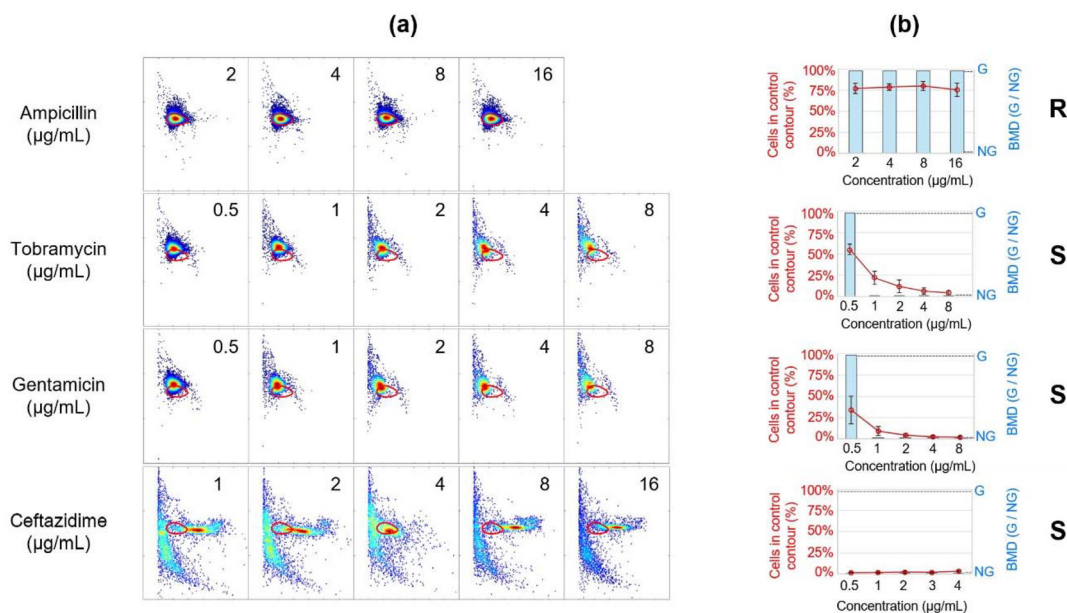 (a)
(b)
Ampicillin
(µg/mL)
2
4
8
16
Cells in control
contour (%)
100%
75%
50%
25%
0%
G
NG
BMD (G / NG)
2 4 8 16
Concentration (µg/mL)
R
Tobramycin
(µg/mL)
0.5
1
2
4
8
Cells in control
contour (%)
100%
75%
50%
25%
0%
G
NG
BMD (G / NG)
0.5 1 2 4 8
Concentration (µg/mL)
S
Gentamicin
(µg/mL)
0.5
1
2
4
8
Cells in control
contour (%)
100%
75%
50%
25%
0%
G
NG
BMD (G / NG)
0.5 1 2 4 8
Concentration (µg/mL)
S
Ceftazidime
(µg/mL)
1
2
4
8
16
Cells in control
contour (%)
100%
75%
50%
25%
0%
G
NG
BMD (G / NG)
0.5 1 2 3 4
Concentration (µg/mL)
S